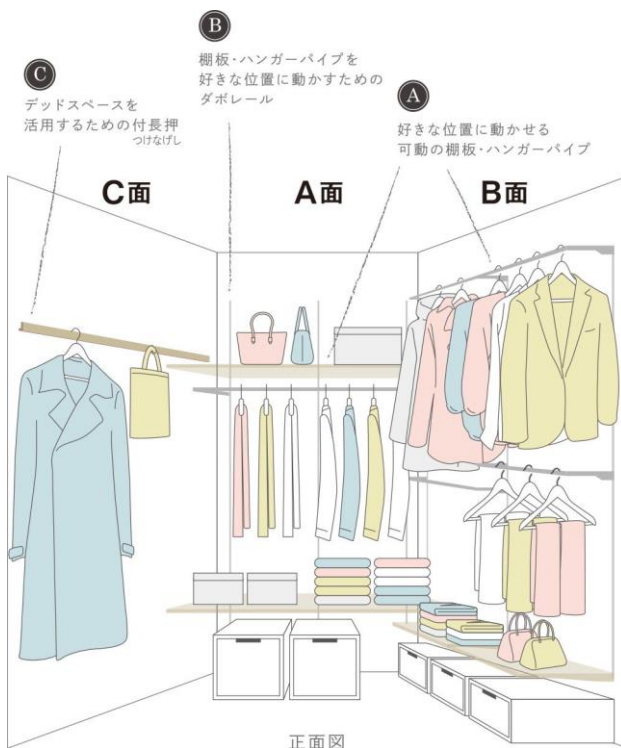 B
棚板・ハンガーパイプを
好きな位置に動かすための
ダボレール
C
デッドスペースを
活用するための付長押
つけなげし
A
好きな位置に動かせる
可動の棚板・ハンガーパイプ
C面
A面
B面
正面図